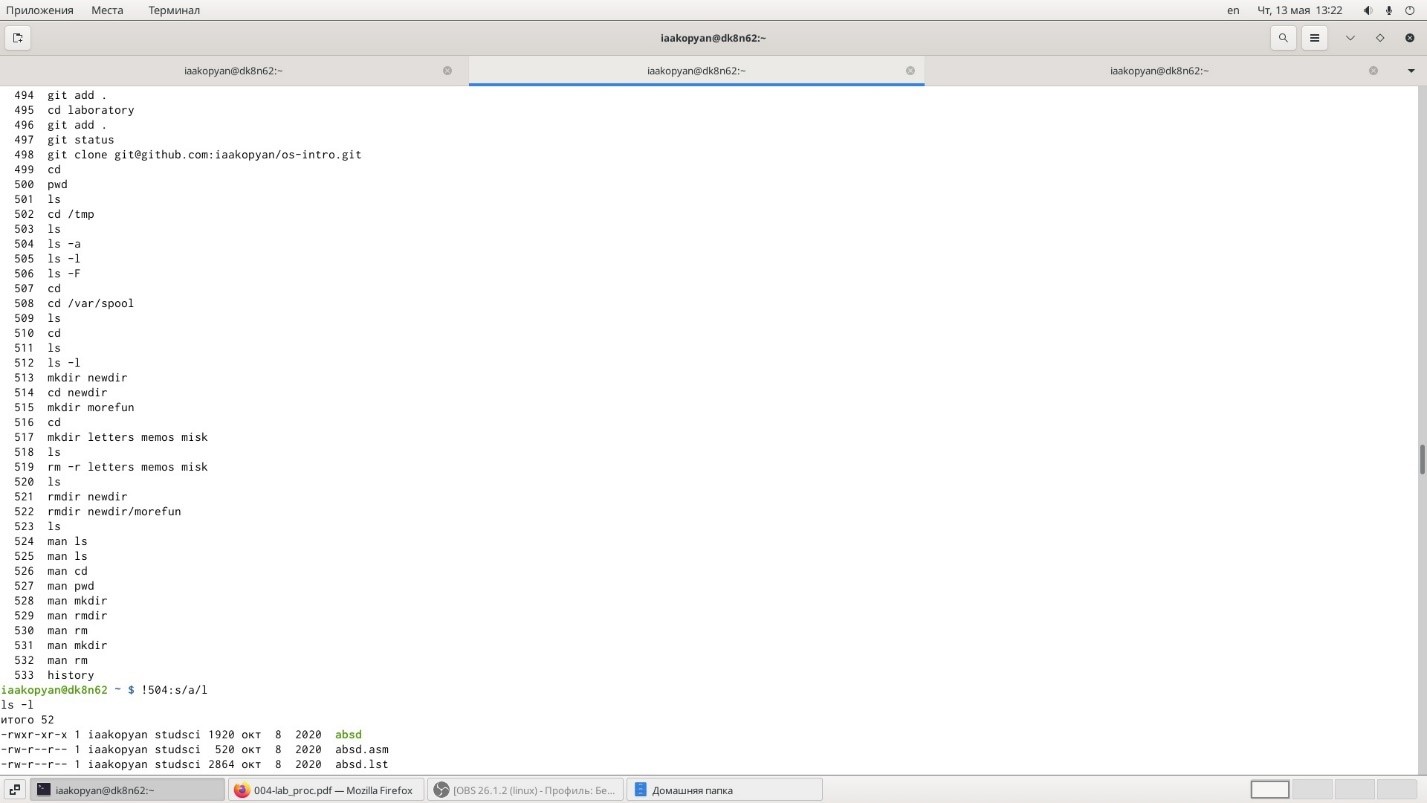 Приложения Места Терминал en Чт, 13 мая 13:22
iaakopyan@dk8n62:~
iaakopyan@dk8n62:~ iaakopyan@dk8n62:~ iaakopyan@dk8n62:~
494 git add .
495 cd laboratory
496 git add .
497 git status
498 git clone git@github.com:iaakopyan/os-intro.git
499 cd
500 pwd
501 ls
502 cd /tmp
503 ls
504 ls -a
505 ls -l
506 ls -F
507 cd
508 cd /var/spool
509 ls
510 cd
511 ls
512 ls -l
513 mkdir newdir
514 cd newdir
515 mkdir morefun
516 cd
517 mkdir letters memos misk
518 ls
519 rm -r letters memos misk
520 ls
521 rmdir newdir
522 rmdir newdir/morefun
523 ls
524 man ls
525 man ls
526 man cd
527 man pwd
528 man mkdir
529 man rmdir
530 man rm
531 man mkdir
532 man rm
533 history
iaakopyan@dk8n62 ~ $ !504:s/a/l
ls -l
итого 52
-rwxr-xr-x 1 iaakopyan studsci 1920 окт 8 2020 absd
-rw-r--r-- 1 iaakopyan studsci 520 окт 8 2020 absd.asm
-rw-r--r-- 1 iaakopyan studsci 2864 окт 8 2020 absd.lst
iaakopyan@dk8n62:~ 004-lab_proc.pdf — Mozilla Firefox [OBS 26.1.2 (linux) - Профиль: Бе... Домашняя папка